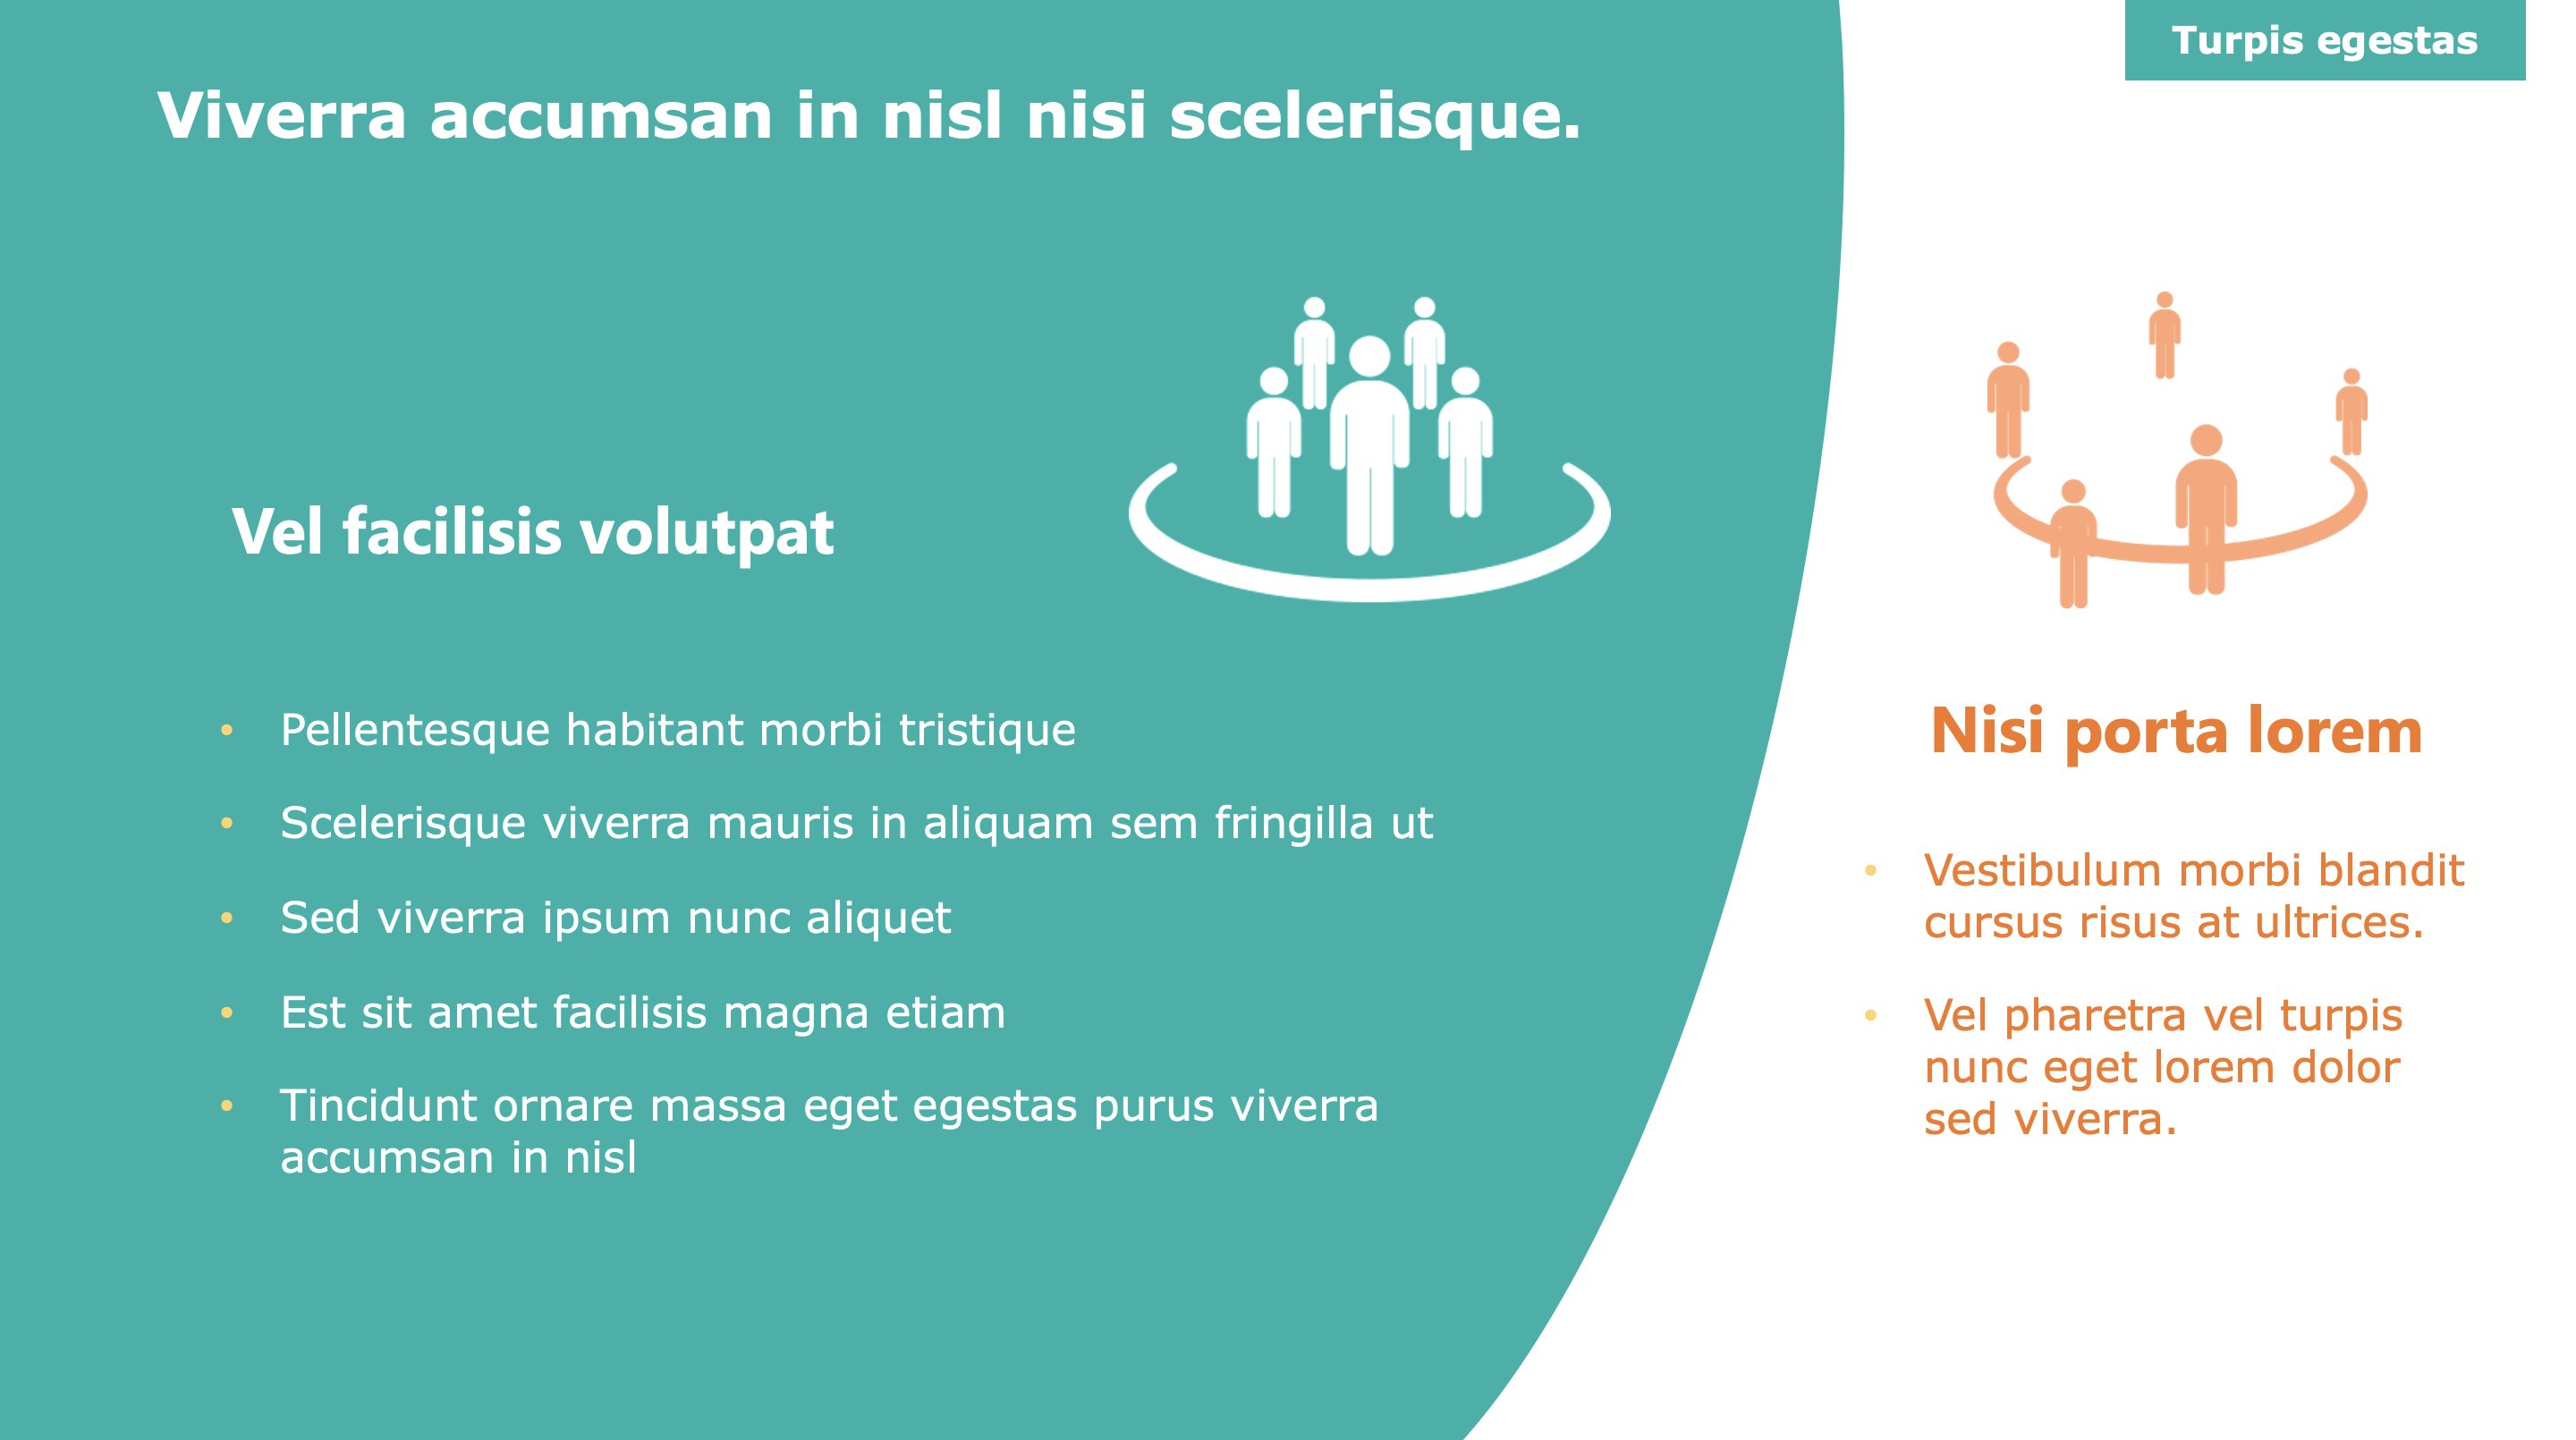 Turpis egestas
Viverra accumsan in nisl nisi scelerisque.
Vel facilisis volutpat
• Pellentesque habitant morbi tristique
• Scelerisque viverra mauris in aliquam sem fringilla ut
• Sed viverra ipsum nunc aliquet
• Est sit amet facilisis magna etiam
• Tincidunt ornare massa eget egestas purus viverra
accumsan in nisl
Nisi porta lorem
• Vestibulum morbi blandit
cursus risus at ultrices.
• Vel pharetra vel turpis
nunc eget lorem dolor
sed viverra.